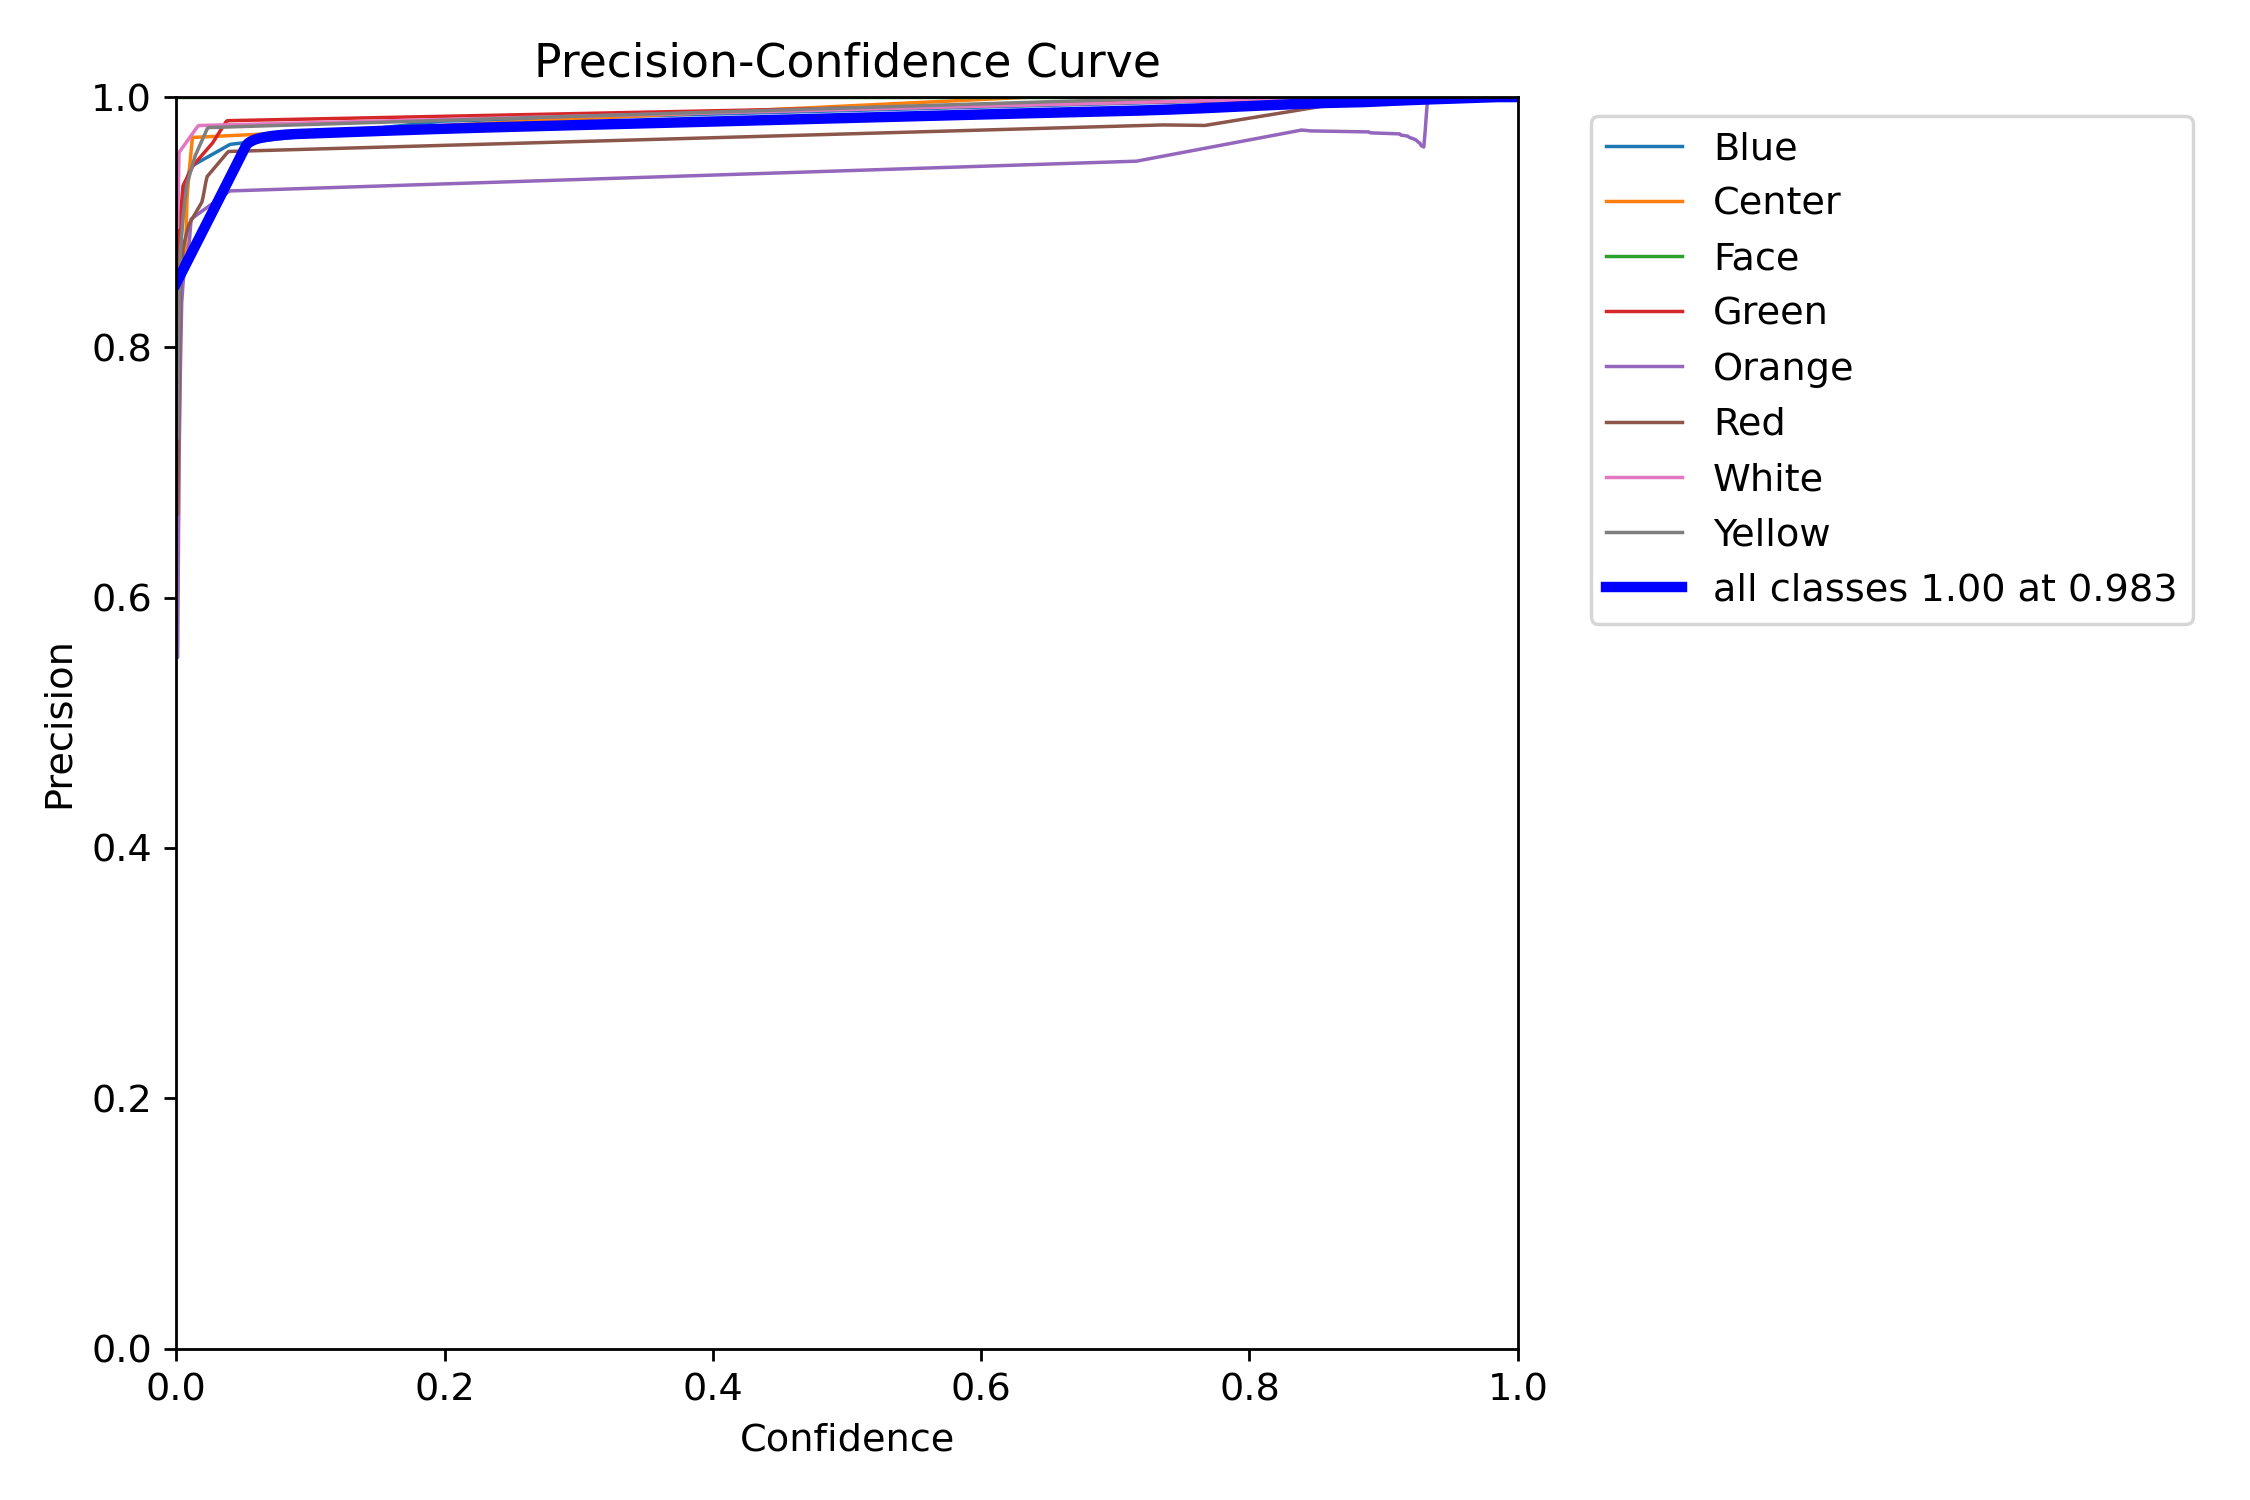 Precision-Confidence Curve
1.0
0.8
0.6
0.4
0.2
0.0
Precision
0.0 0.2 0.4 0.6 0.8 1.0
Confidence
Blue
Center
Face
Green
Orange
Red
White
Yellow
all classes 1.00 at 0.983